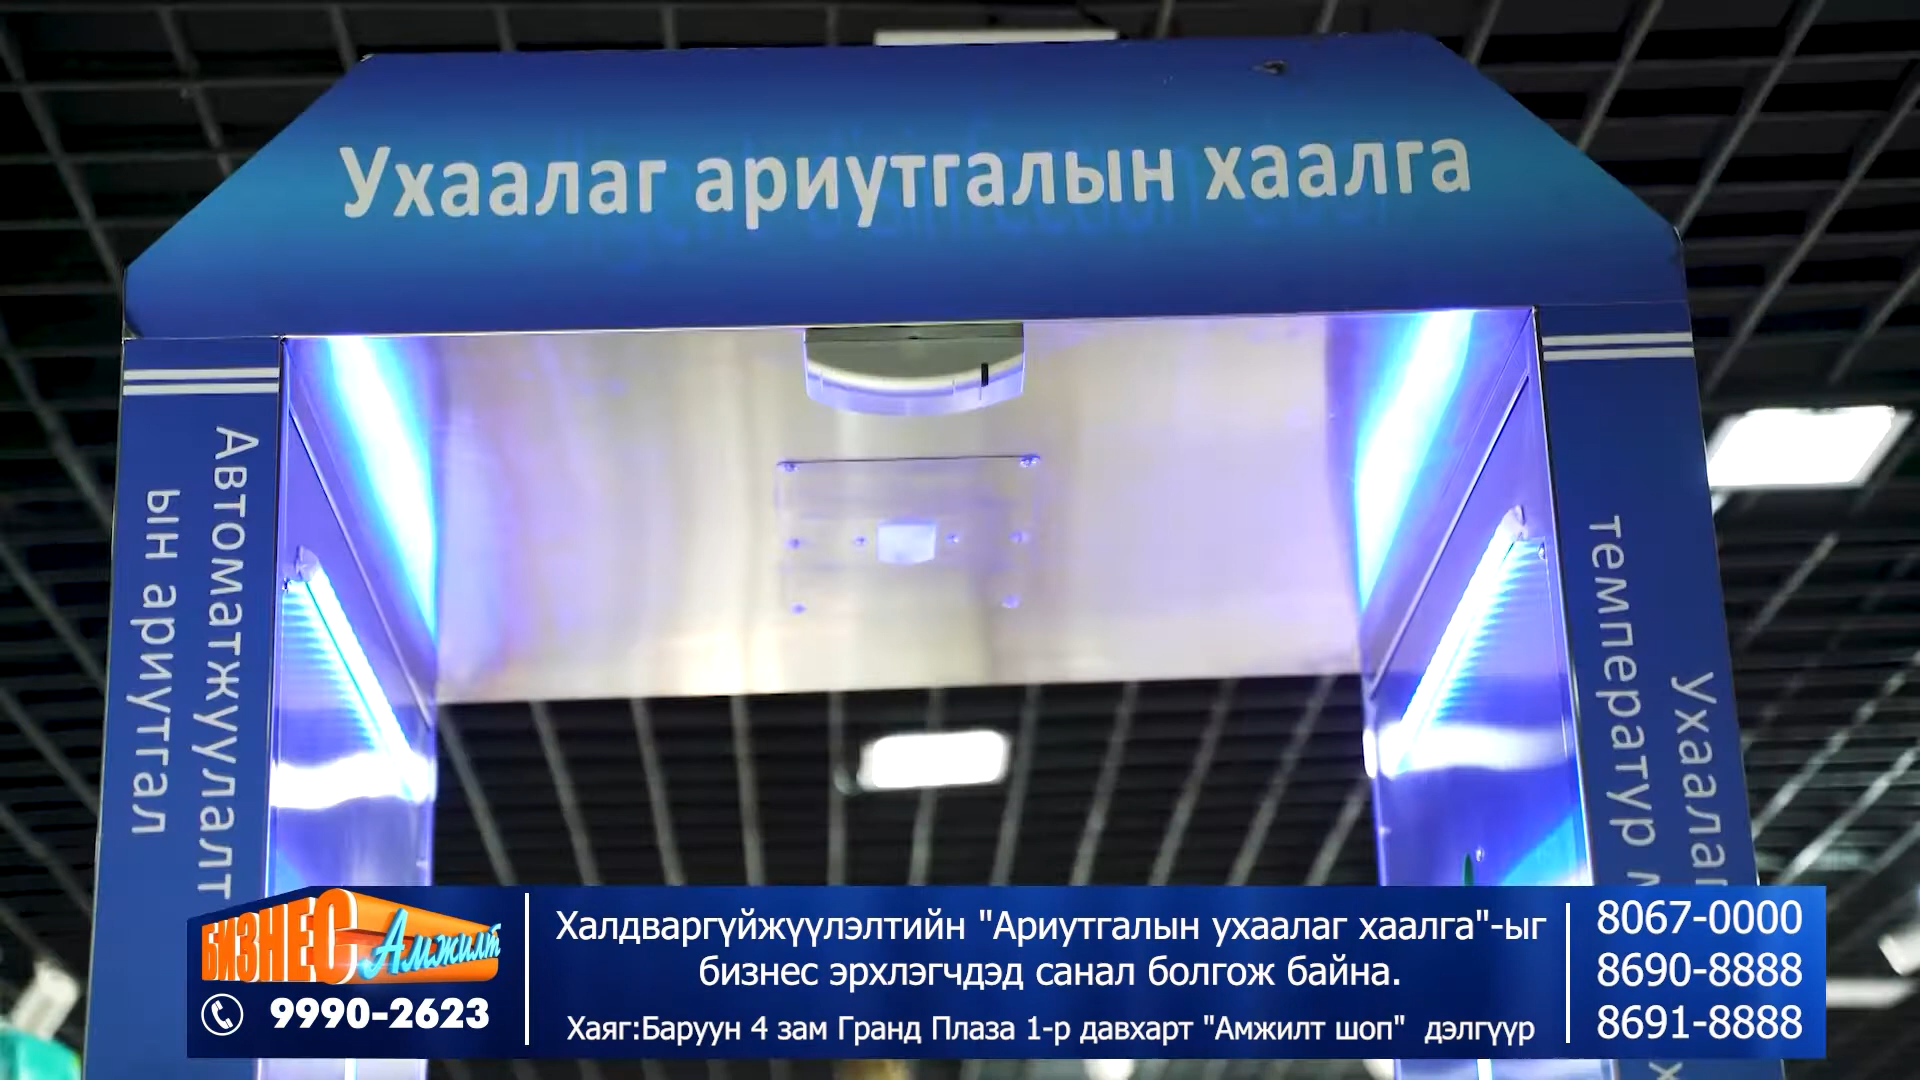 Ухаалаг ариутгалын хаалга
Автоматжуулалт
ын ариутгал
Ухаалаг
температур
БИЗНЕС Амжилт
9990-2623
Халдваргүйжүүлэлтийн "Ариутгалын ухаалаг хаалга"-ыг
бизнес эрхлэгчдэд санал болгож байна.
Хаяг:Баруун 4 зам Гранд Плаза 1-р давхарт "Амжилт шоп" дэлгүүр
8067-0000
8690-8888
8691-8888